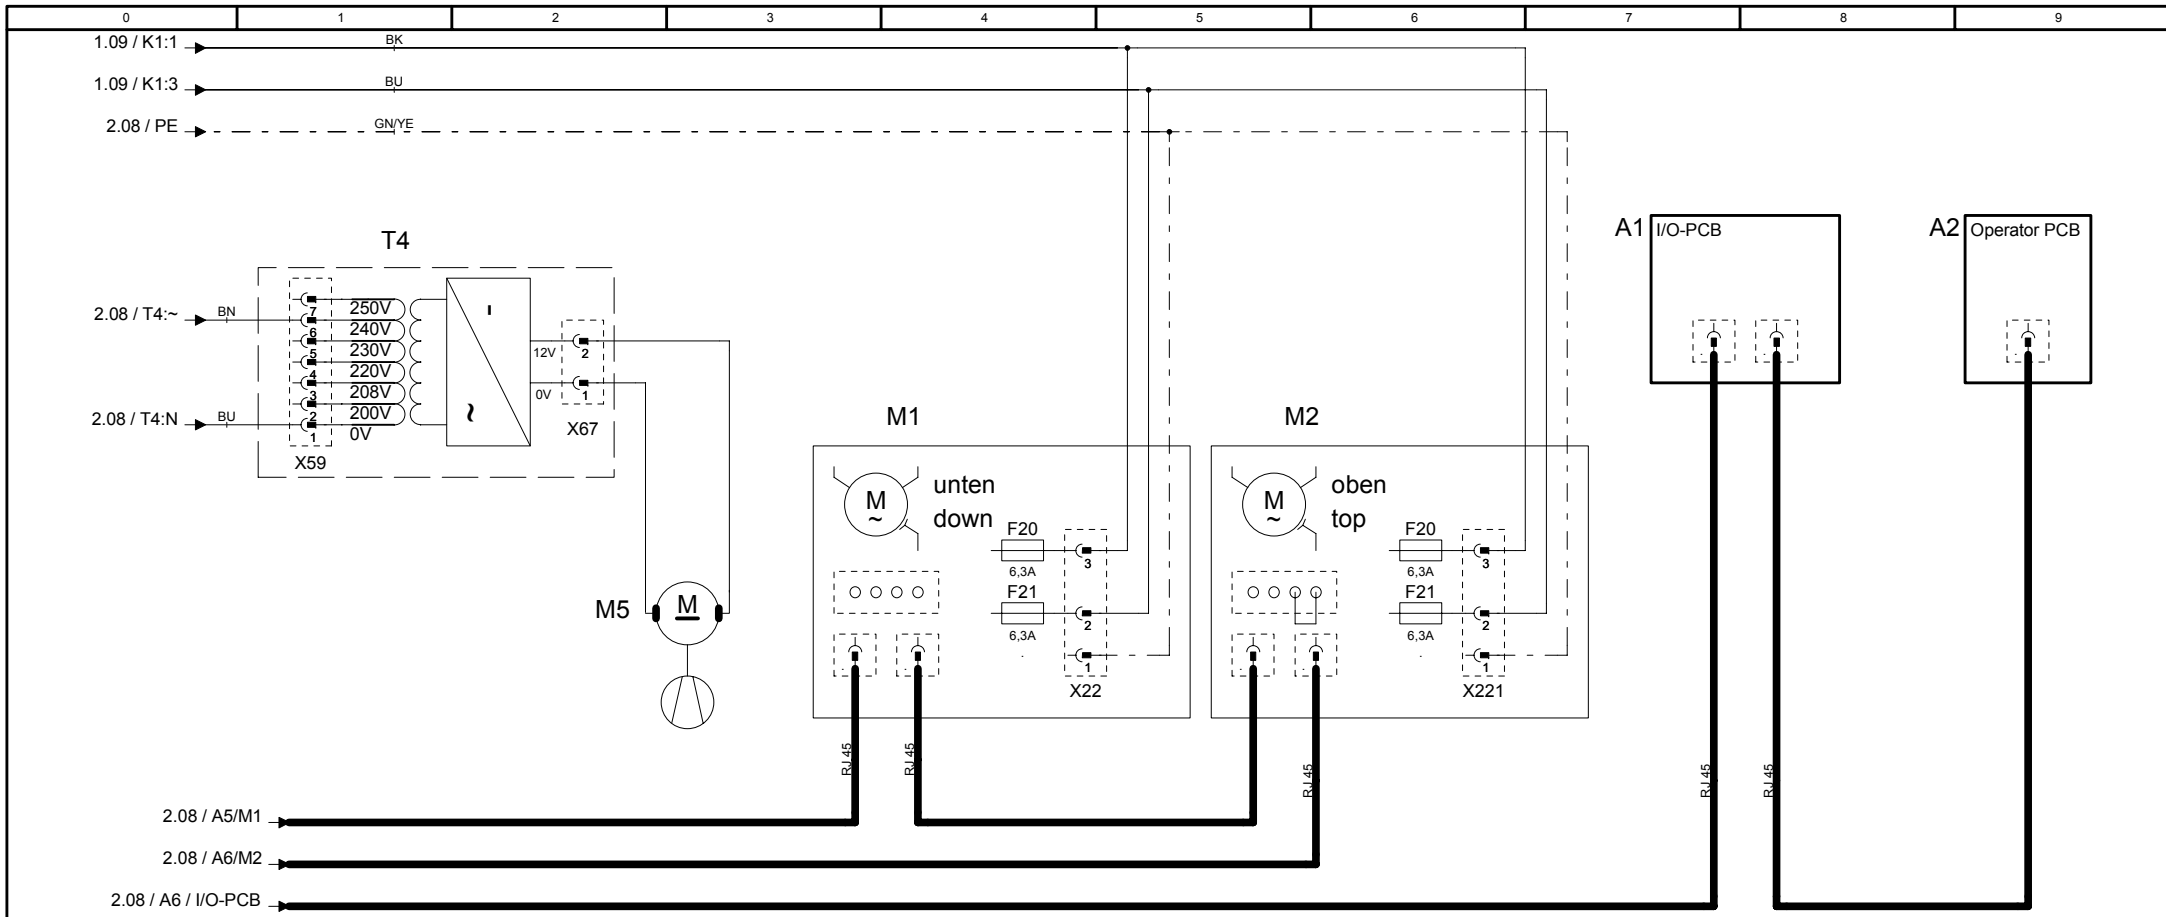 0 1 2 3 4 5 6 7 8 9
1.09 / K1:1
BK
1.09 / K1:3
BU
2.08 / PE
GN/YE
T4
2.08 / T4:~
BN
2.08 / T4:N
BU
7
6
5
4
3
2
1
250V
240V
230V
220V
208V
200V
0V
X59
-
~
12V
0V
2
1
X67
M5
M
M1
M
~
unten
down
F20
6,3A
F21
6,3A
3
2
1
X22
M2
M
~
oben
top
F20
6,3A
F21
6,3A
3
2
1
X221
A1
I/O-PCB
A2
Operator PCB
RJ 45
RJ 45
RJ 45
RJ 45
RJ 45
2.08 / A5/M1
2.08 / A6/M2
2.08 / A6 / I/O-PCB